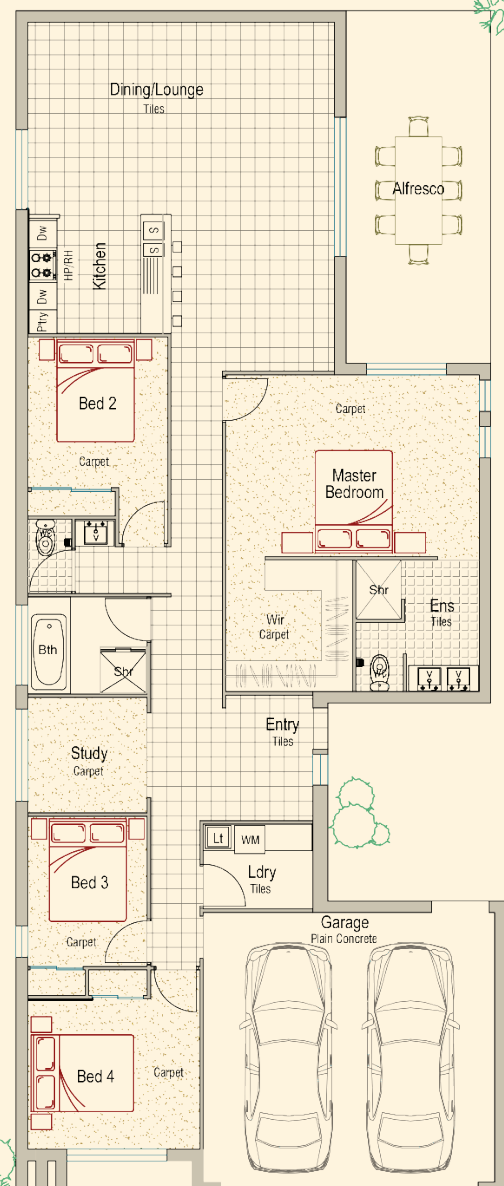 Dining/Lounge
Tiles
Alfresco
Dw
HP/RH
Kitchen
S
S
Dw
Ptry
Bed 2
Carpet
Carpet
Master
Bedroom
V
Shr
Ens
Tiles
Wir
Carpet
Bth
Shr
V
V
Entry
Tiles
Study
Carpet
Lt
WM
Ldry
Tiles
Bed 3
Carpet
Garage
Plain Concrete
Bed 4
Carpet